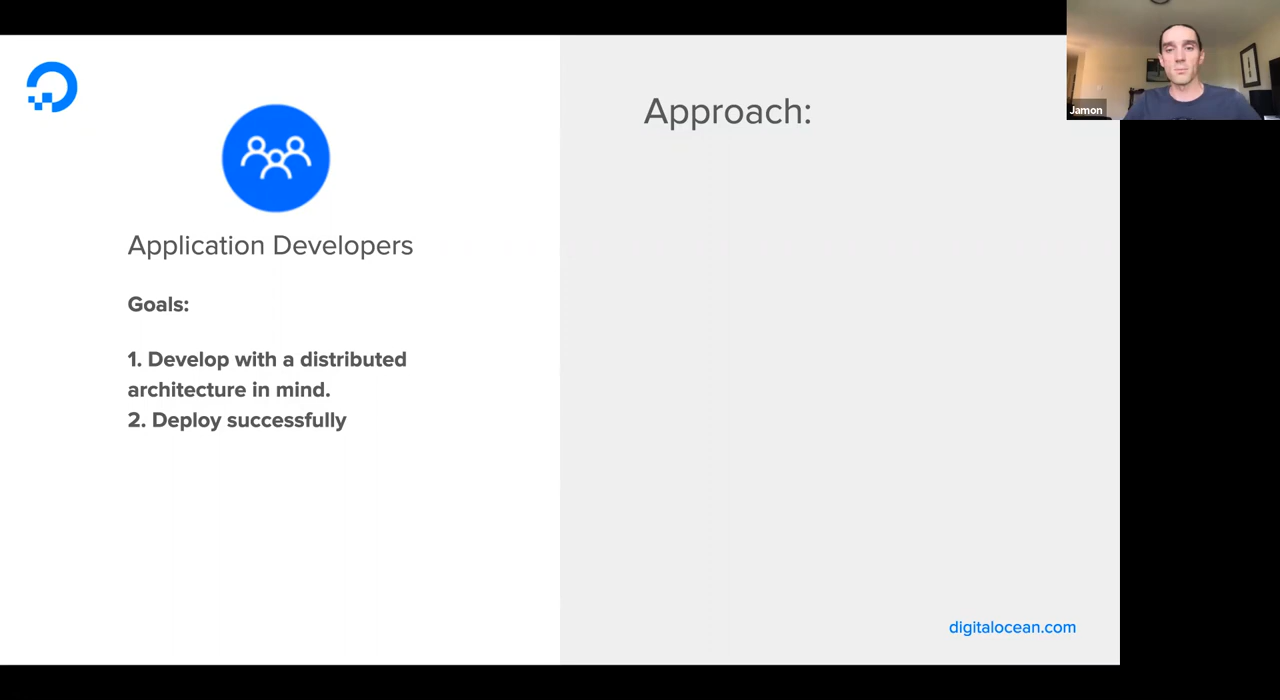 Application Developers
Goals:
1. Develop with a distributed
architecture in mind.
2. Deploy successfully
Approach:
digitalocean.com
Jamon